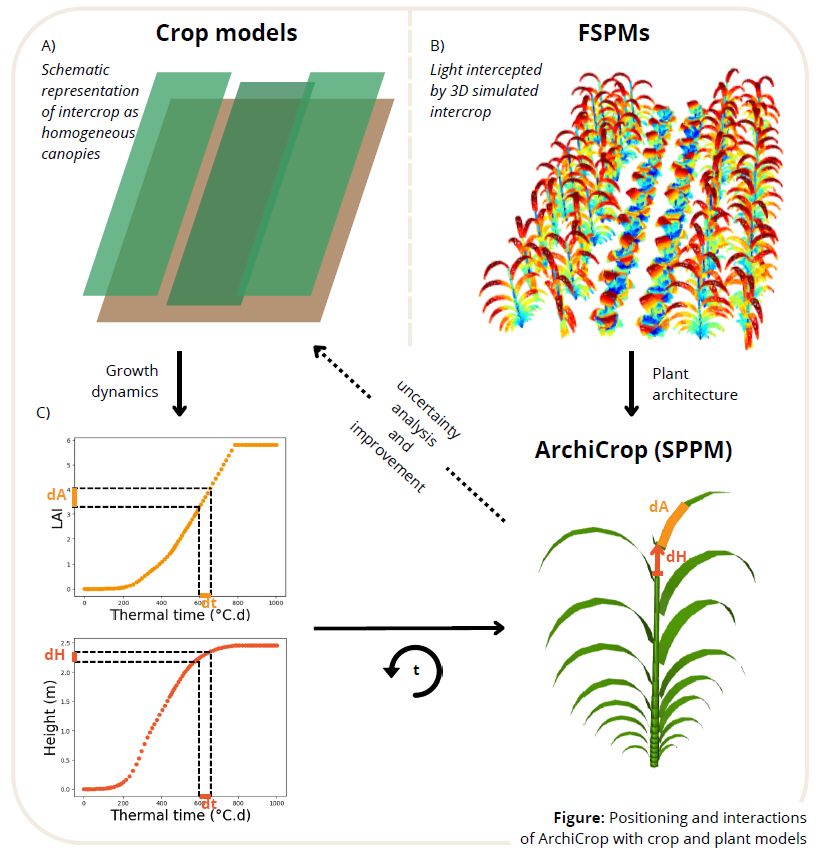 Crop models
FSPMs
A)
Schematic
representation
of intercrop as
homogeneous
canopies
B)
Light intercepted
by 3D simulated
intercrop
Growth
dynamics
Plant
architecture
uncertainty
analysis
and
improvement
C)
ArchiCrop (SPPM)
6
5
4
3
2
1
0
dA
LAI
0 200 400 600 800 1000
dt
Thermal time (°C.d)
dA
dH
t
2.5
2.0
1.5
1.0
0.5
0.0
dH
Height (m)
0 200 400 600 800 1000
dt
Thermal time (°C.d)
Figure: Positioning and interactions
of ArchiCrop with crop and plant models